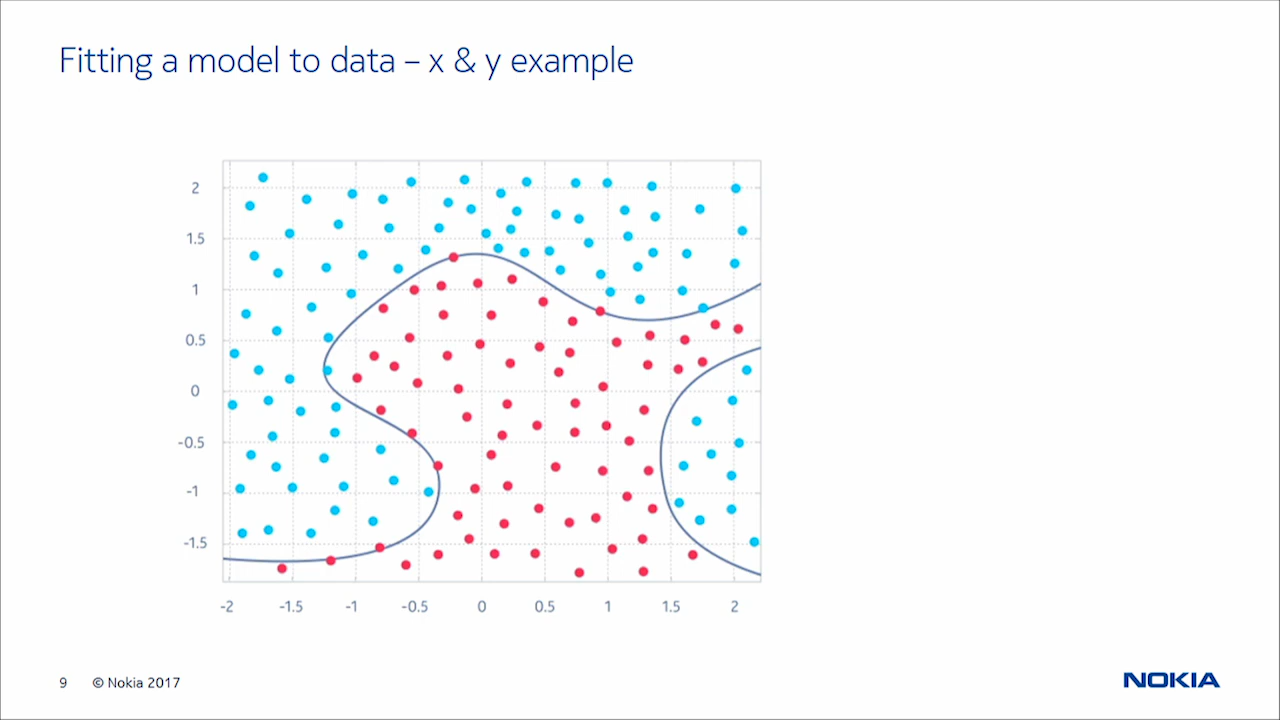 Fitting a model to data – x & y example
2
1.5
1
0.5
0
-0.5
-1
-1.5
-2 -1.5 -1 -0.5 0 0.5 1 1.5 2
9 © Nokia 2017
NOKIA